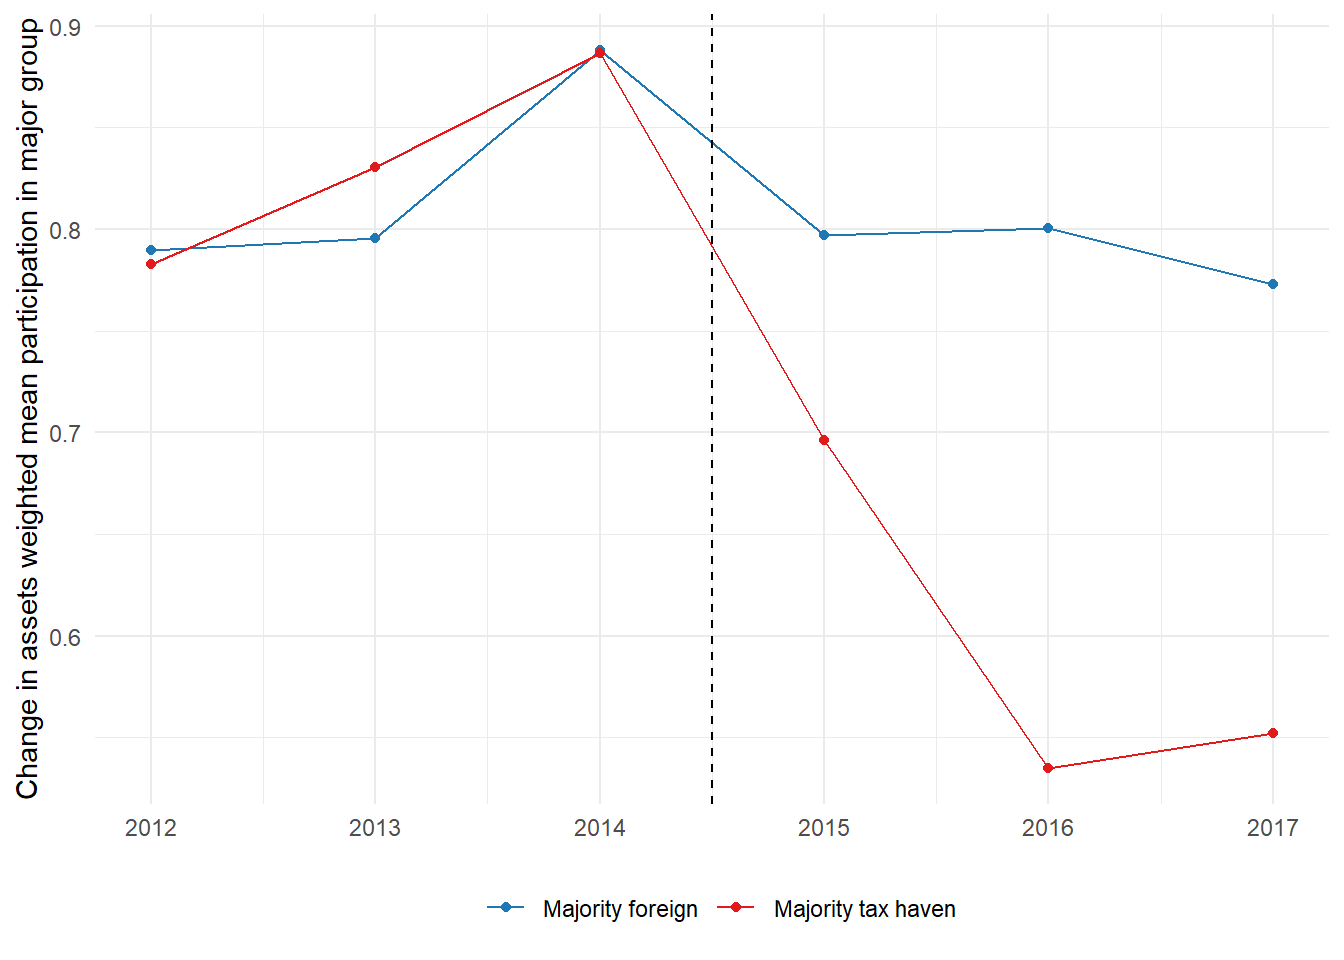 Change in assets weighted mean participation in major group
0.9
0.8
0.7
0.6
2012 2013 2014 2015 2016 2017
Majority foreign Majority tax haven